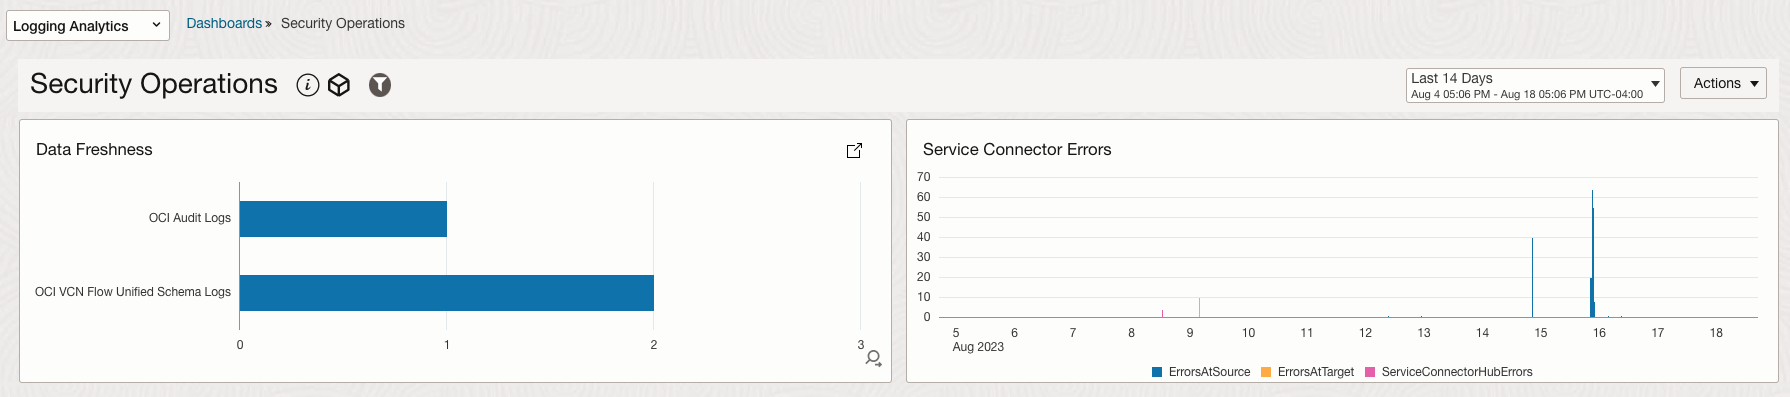 Logging Analytics
Dashboards » Security Operations
Security Operations
Last 14 Days
Aug 4 05:06 PM - Aug 18 05:06 PM UTC-04:00
Actions
Data Freshness
OCI Audit Logs
OCI VCN Flow Unified Schema Logs
0 1 2 3
Service Connector Errors
70
60
50
40
30
20
10
0
5 6 7 8 9 10 11 12 13 14 15 16 17 18
Aug 2023
ErrorsAtSource ErrorsAtTarget ServiceConnectorHubErrors